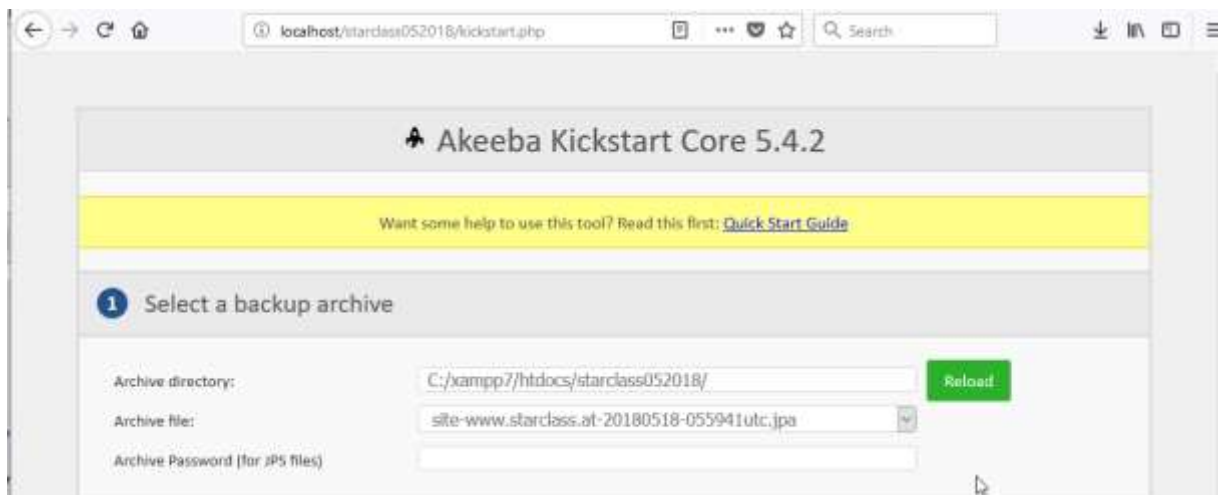 localhost/starclass052018/kickstart.php
Search
Akeeba Kickstart Core 5.4.2
Want some help to use this tool? Read this first: Quick Start Guide
1 Select a backup archive
Archive directory: C:/xampp7/htdocs/starclass052018/ Reload
Archive file: site-www.starclass.at-20180518-055941utc.jpa
Archive Password (for JPS files)